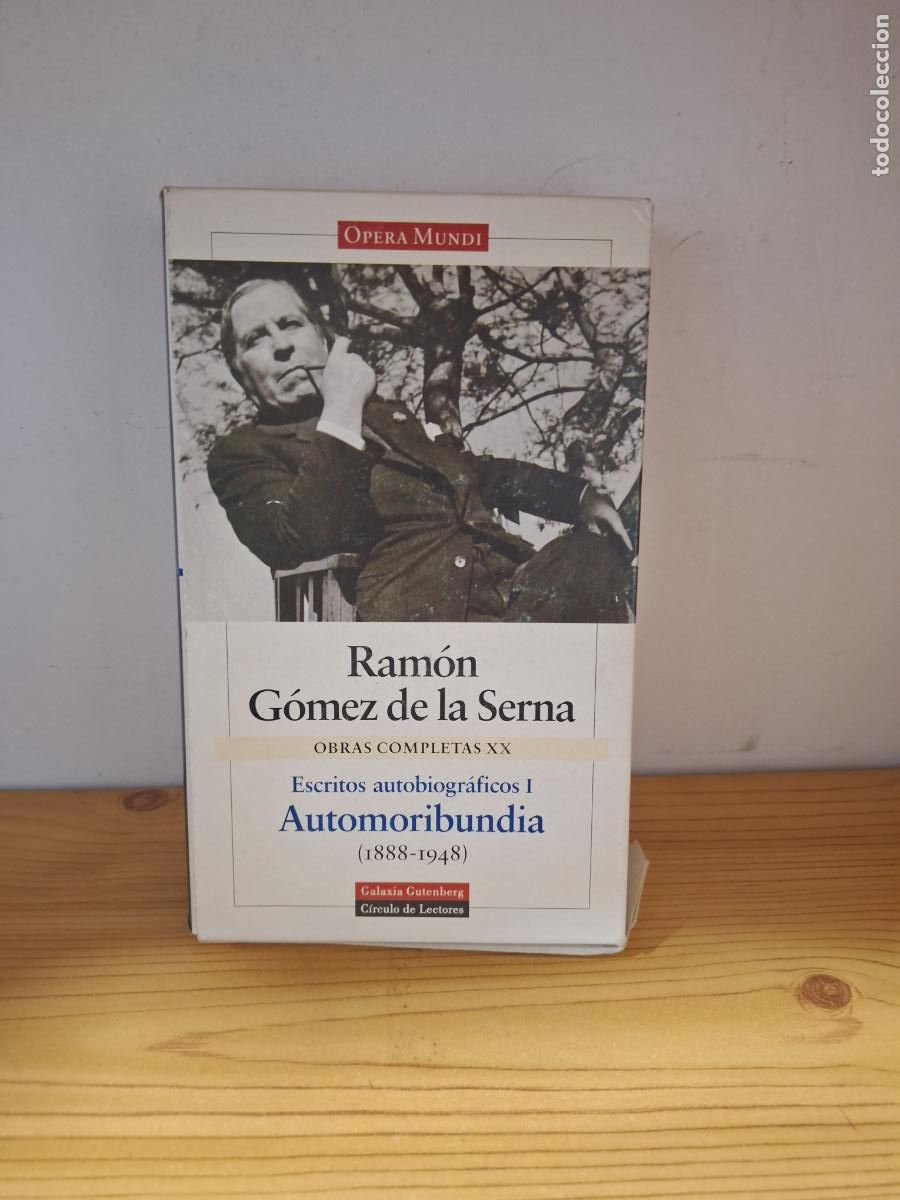 todocoleccion
OPERA MUNDI
Ramón
Gómez de la Serna
OBRAS COMPLETAS XX
Escritos autobiográficos I
Automoribundia
(1888-1948)
Galaxia Gutenberg
Círculo de Lectores